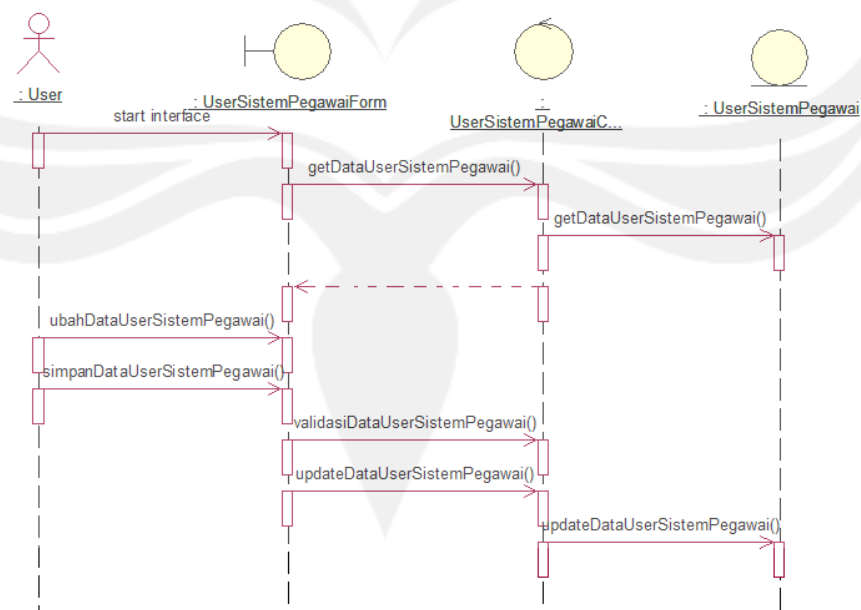 : User
: UserSistemPegawaiForm
:
UserSistemPegawaiC...
: UserSistemPegawai
start interface
getDataUserSistemPegawai()
getDataUserSistemPegawai()
ubahDataUserSistemPegawai()
simpanDataUserSistemPegawai()
validasiDataUserSistemPegawai()
updateDataUserSistemPegawai()
updateDataUserSistemPegawai()